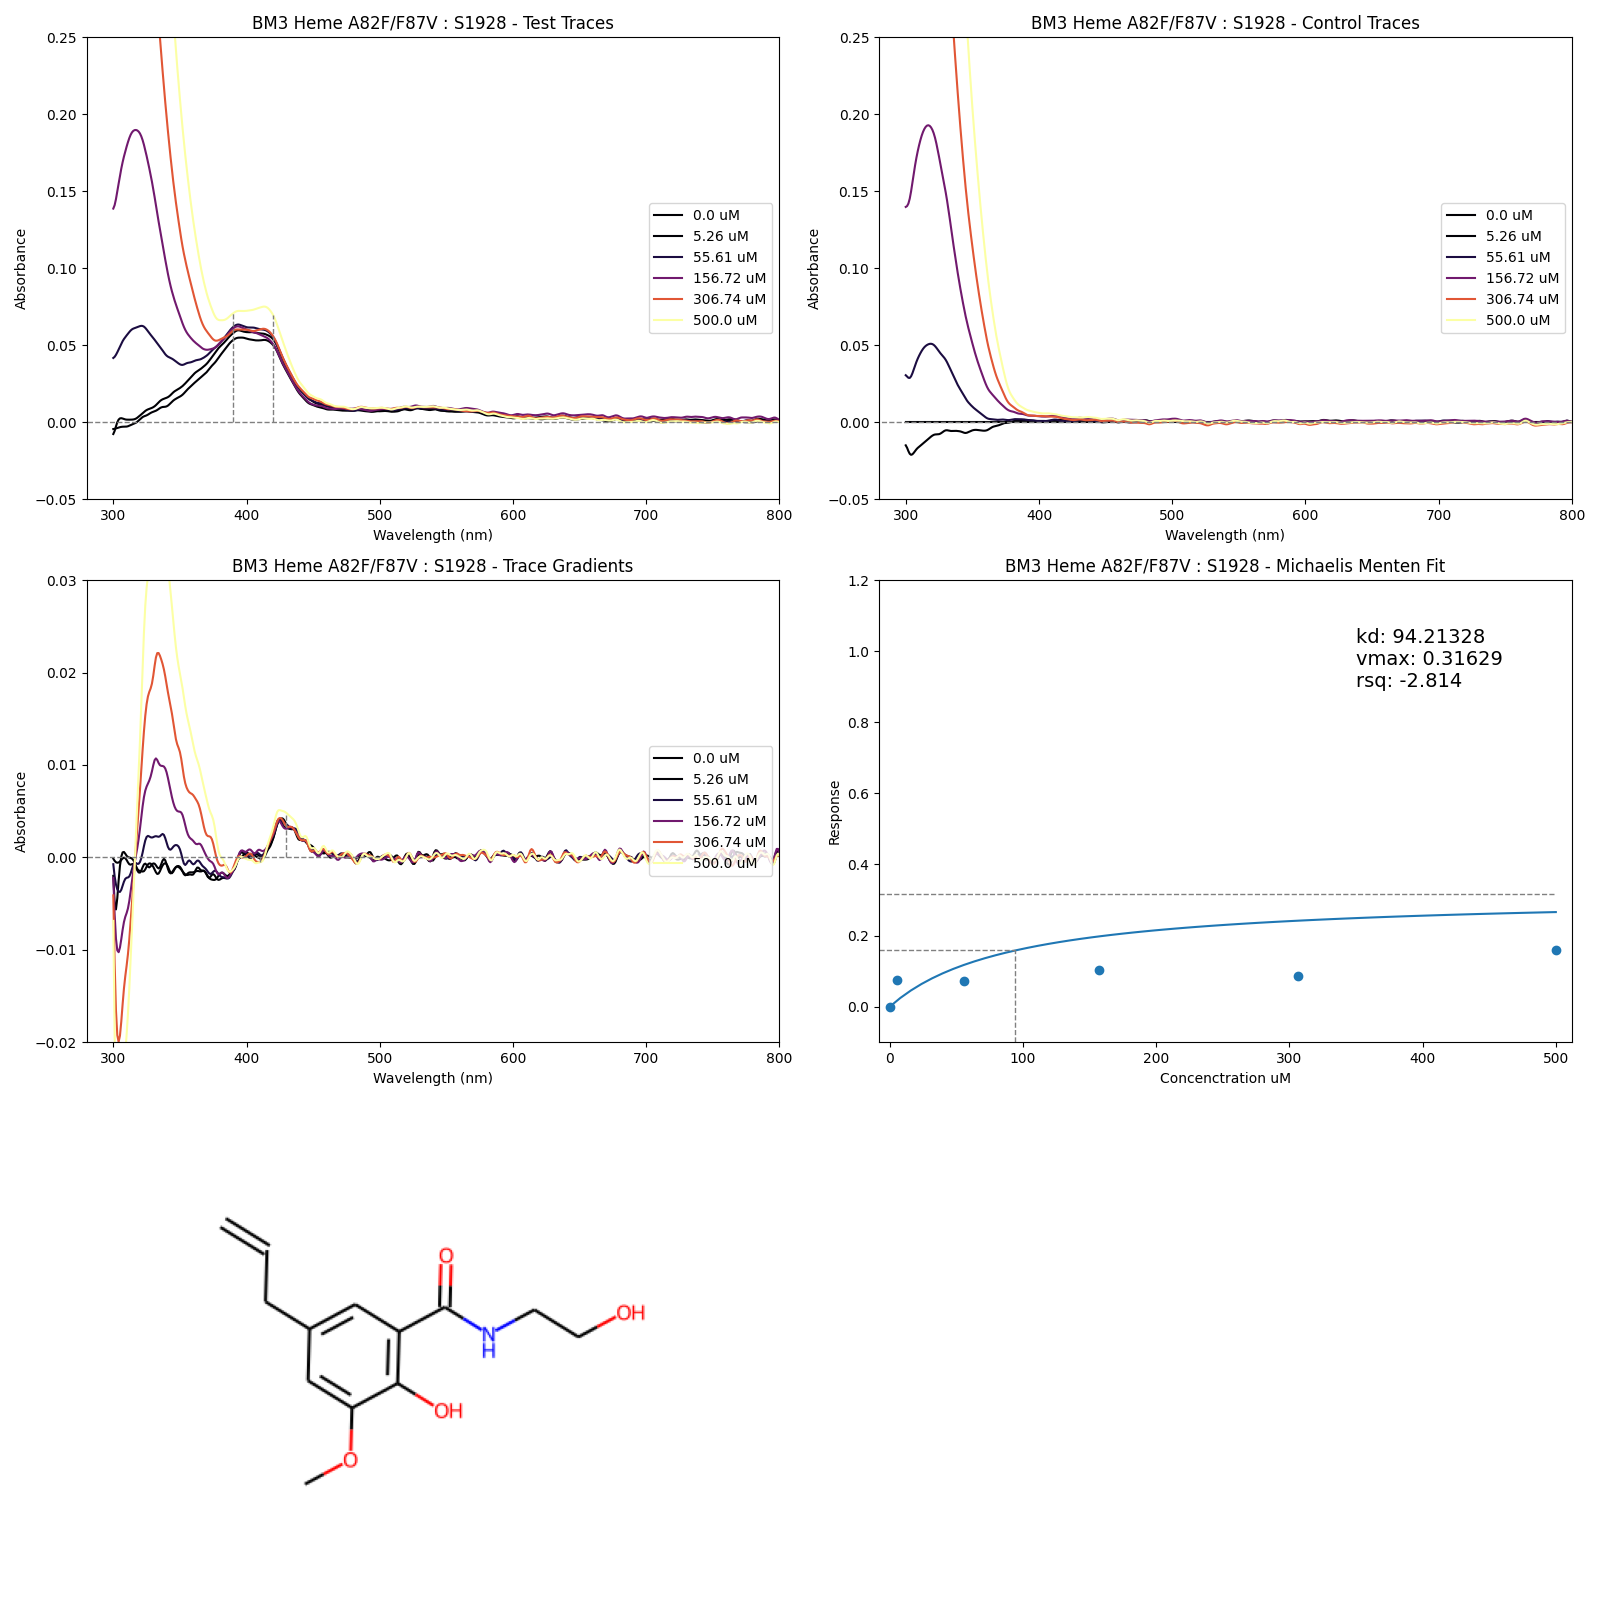 BM3 Heme A82F/F87V : S1928 - Test Traces
Absorbance
0.25
0.20
0.15
0.10
0.05
0.00
−0.05
0.0 uM
5.26 uM
55.61 uM
156.72 uM
306.74 uM
500.0 uM
300 400 500 600 700 800
Wavelength (nm)
BM3 Heme A82F/F87V : S1928 - Control Traces
Absorbance
0.25
0.20
0.15
0.10
0.05
0.00
−0.05
0.0 uM
5.26 uM
55.61 uM
156.72 uM
306.74 uM
500.0 uM
300 400 500 600 700 800
Wavelength (nm)
BM3 Heme A82F/F87V : S1928 - Trace Gradients
Absorbance
0.03
0.02
0.01
0.00
−0.01
−0.02
0.0 uM
5.26 uM
55.61 uM
156.72 uM
306.74 uM
500.0 uM
300 400 500 600 700 800
Wavelength (nm)
BM3 Heme A82F/F87V : S1928 - Michaelis Menten Fit
Response
1.2
1.0
0.8
0.6
0.4
0.2
0.0
kd: 94.21328
vmax: 0.31629
rsq: -2.814
0 100 200 300 400 500
Concenctration uM
O
OH
N
H
OH
O